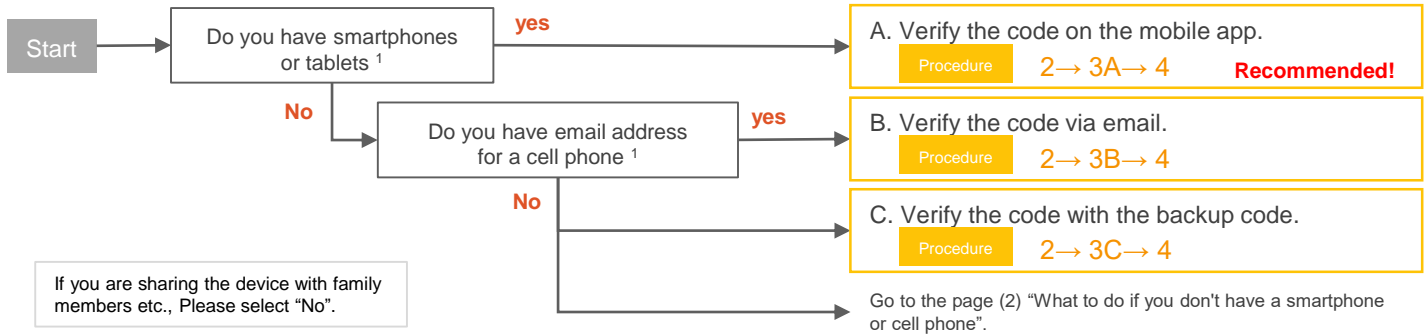 Start
Do you have smartphones
or tablets ¹
yes
A. Verify the code on the mobile app.
Procedure
2→ 3A→ 4
Recommended!
No
Do you have email address
for a cell phone ¹
yes
B. Verify the code via email.
Procedure
2→ 3B→ 4
No
C. Verify the code with the backup code.
Procedure
2→ 3C→ 4
If you are sharing the device with family
members etc., Please select “No”.
Go to the page (2) “What to do if you don't have a smartphone
or cell phone”.